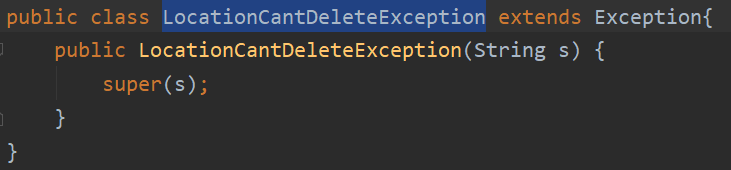 public class LocationCantDeleteException extends Exception{
public LocationCantDeleteException(String s) {
super(s);
}
}